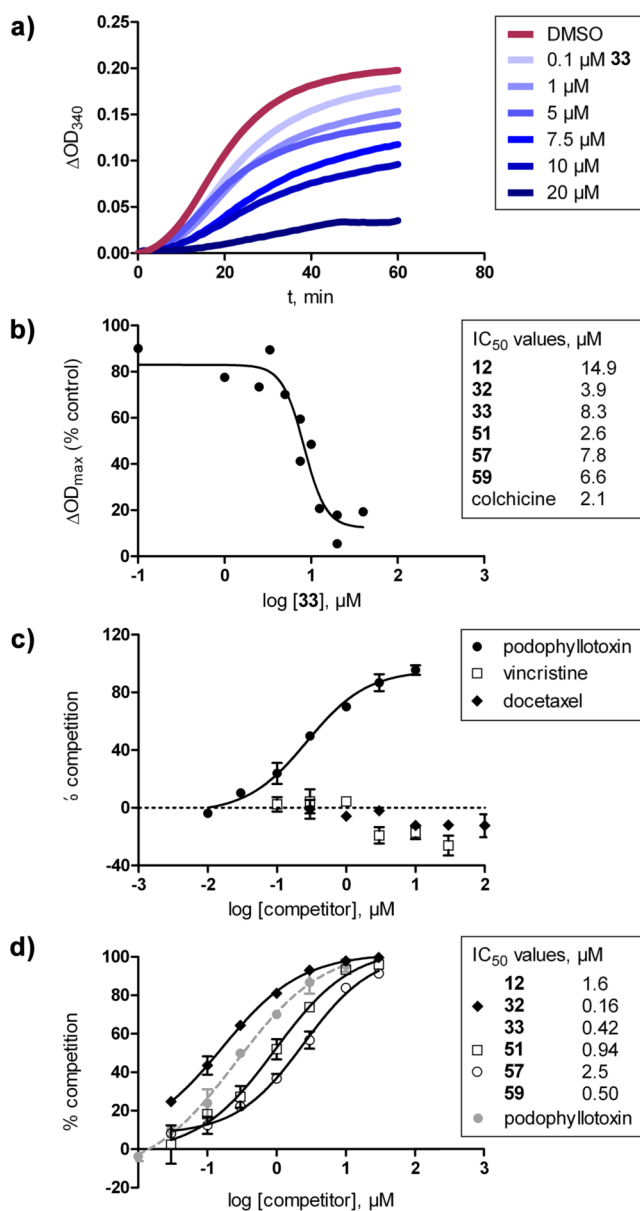 a)
ΔOD340
0.25
0.20
0.15
0.10
0.05
0.00
0
20
40
60
80
t, min
DMSO
0.1 µM 33
1 µM
5 µM
7.5 µM
10 µM
20 µM
b)
ΔODmax (% control)
100
80
60
40
20
0
-1
0
1
2
3
log [33], µM
IC50 values, µM
12 14.9
32 3.9
33 8.3
51 2.6
57 7.8
59 6.6
colchicine 2.1
c)
% competition
120
80
40
0
-40
-3
-2
-1
0
1
2
log [competitor], µM
podophyllotoxin
vincristine
docetaxel
d)
% competition
100
80
60
40
20
0
-20
-1
0
1
2
3
log [competitor], µM
IC50 values, µM
12 1.6
32 0.16
33 0.42
51 0.94
57 2.5
59 0.50
podophyllotoxin